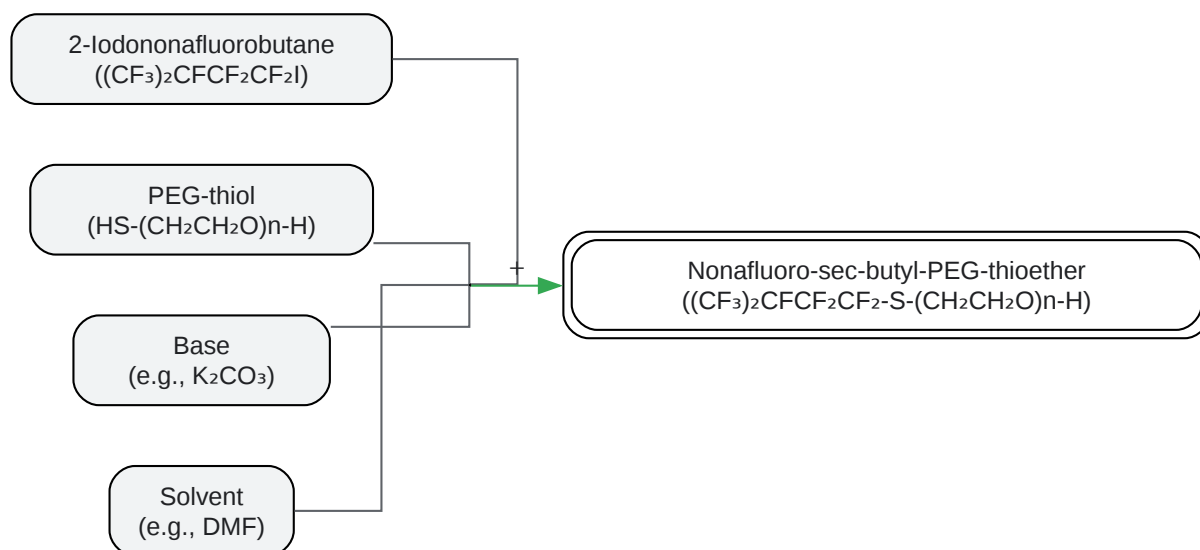 2-Iodononafluorobutane
((CF₃)₂CFCF₂CF₂I)
PEG-thiol
(HS-(CH₂CH₂O)n-H)
+
Nonafluoro-sec-butyl-PEG-thioether
((CF₃)₂CFCF₂CF₂-S-(CH₂CH₂O)n-H)
Base
(e.g., K₂CO₃)
Solvent
(e.g., DMF)